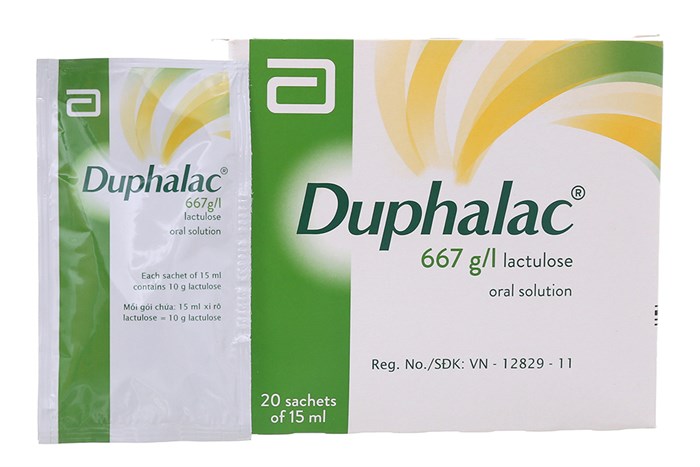 Duphalac®
667g/l
lactulose
oral solution
Each sachet of 15 ml
contains 10 g lactulose
Mỗi gói chứa: 15 ml xi rô
lactulose = 10 g lactulose
Duphalac®
667 g/l lactulose
oral solution
Reg. No./SĐK: VN - 12829 - 11
20 sachets
of 15 ml